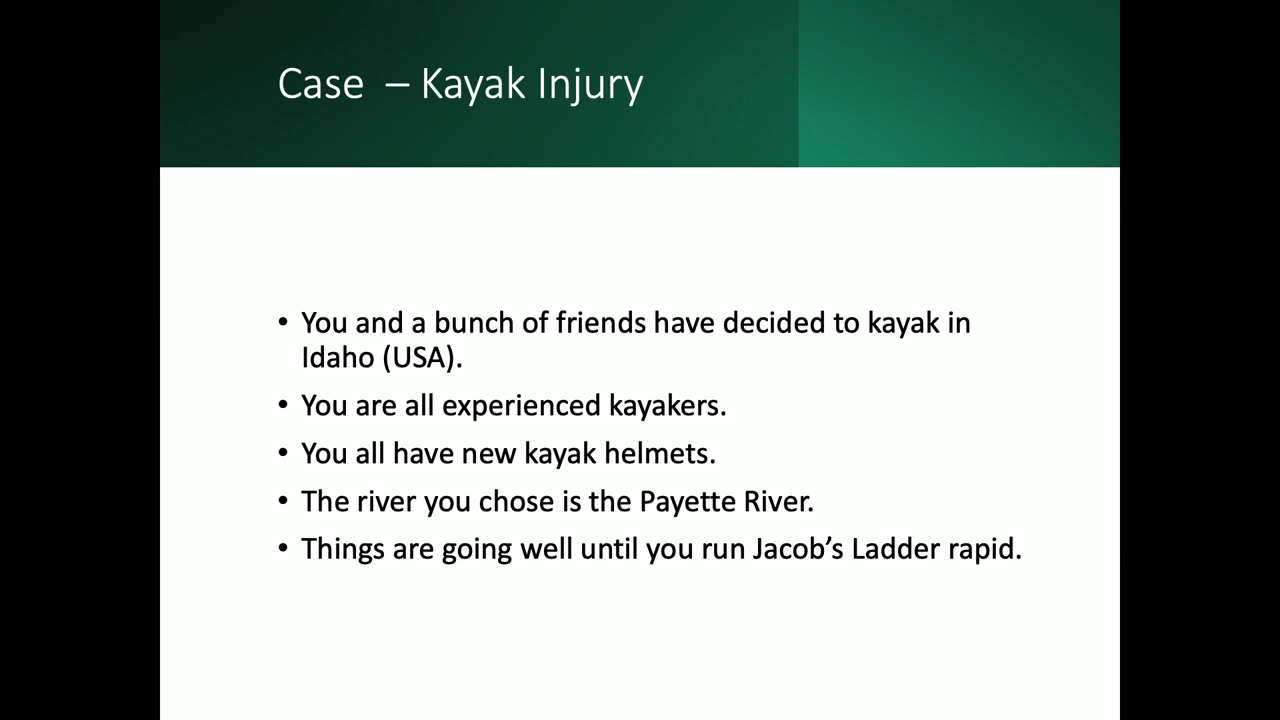 Case – Kayak Injury
• You and a bunch of friends have decided to kayak in
Idaho (USA).
• You are all experienced kayakers.
• You all have new kayak helmets.
• The river you chose is the Payette River.
• Things are going well until you run Jacob’s Ladder rapid.